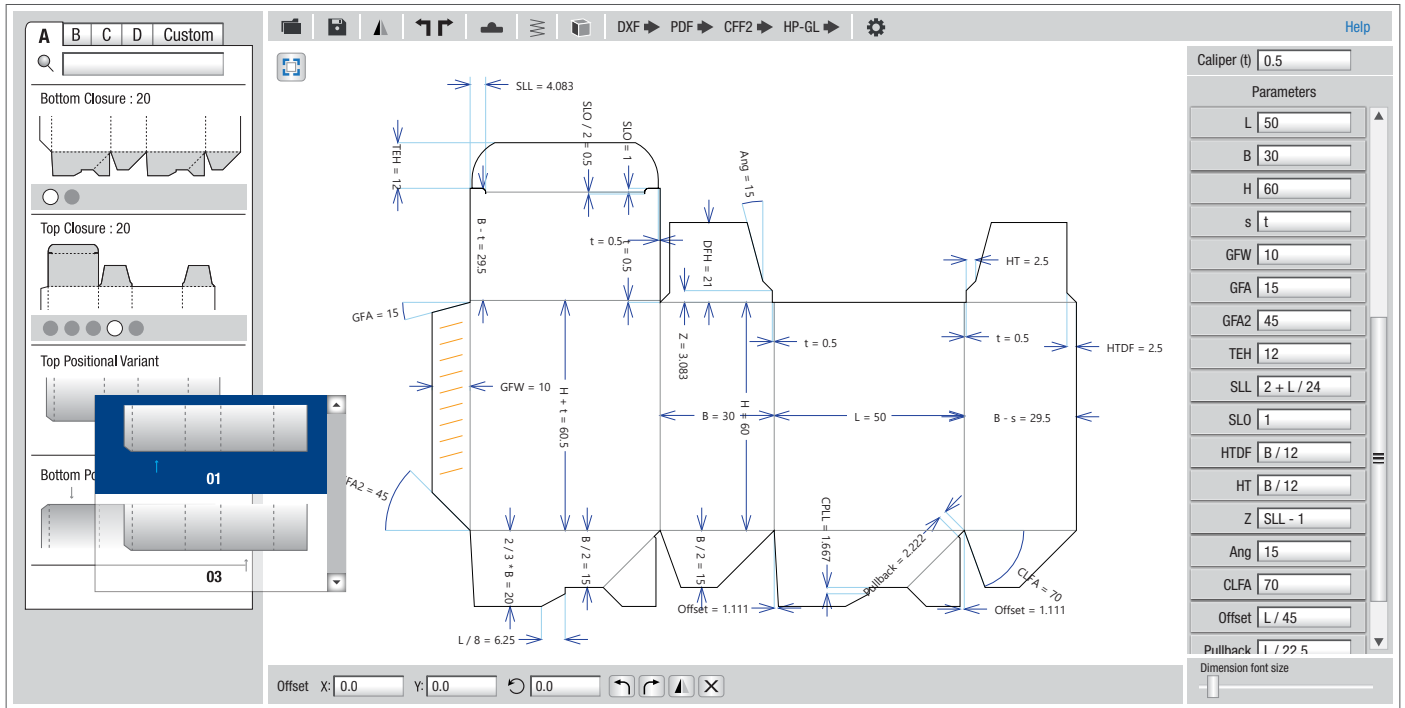 A B C D Custom
DXF PDF CFF2 HP-GL Help
Bottom Closure : 20
Top Closure : 20
Top Positional Variant
01
Bottom Po
03
SLL = 4.083
SLO / 2 = 0.5
SLO = 1
TEH = 12
Ang = 15
B - t = 29.5
t = 0.5
t = 0.5
DFH = 21
HT = 2.5
GFA = 15
Z = 3.083
t = 0.5
t = 0.5
HTDF = 2.5
GFW = 10
H + t = 60.5
B = 30
H = 60
L = 50
B - s = 29.5
FA2 = 45
2 / 3 * B = 20
B / 2 = 15
B / 2 = 15
CPLL = 1.667
Pullback = 2.222
CLFA = 70
Offset = 1.111
Offset = 1.111
L / 8 = 6.25
Offset X: 0.0 Y: 0.0 0.0
Caliper (t) 0.5
Parameters
L 50
B 30
H 60
s t
GFW 10
GFA 15
GFA2 45
TEH 12
SLL 2 + L / 24
SLO 1
HTDF B / 12
HT B / 12
Z SLL - 1
Ang 15
CLFA 70
Offset L / 45
Pullback L / 22.5
Dimension font size